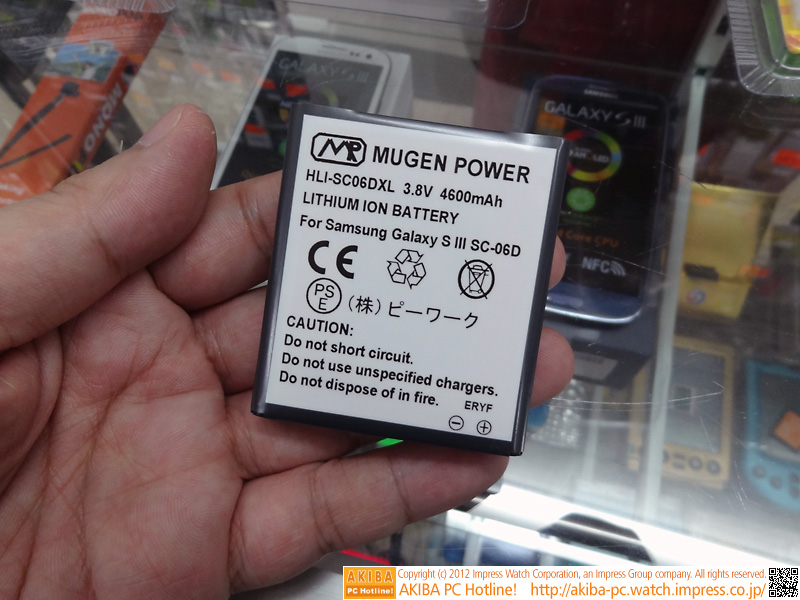 MUGEN POWER
HLI-SC06DXL 3.8V 4600mAh
LITHIUM ION BATTERY
For Samsung Galaxy S III SC-06D
CE
PS
E
(株)ピーワーク
CAUTION:
Do not short circuit.
Do not use unspecified chargers.
Do not dispose of in fire.
ERYF
GALAXY S III
GALAXY S III
NFC
AKIBA
PC Hotline!
Copyright (c) 2012 Impress Watch Corporation, an Impress Group company. All rights reserved.
AKIBA PC Hotline! http://akiba-pc.watch.impress.co.jp/